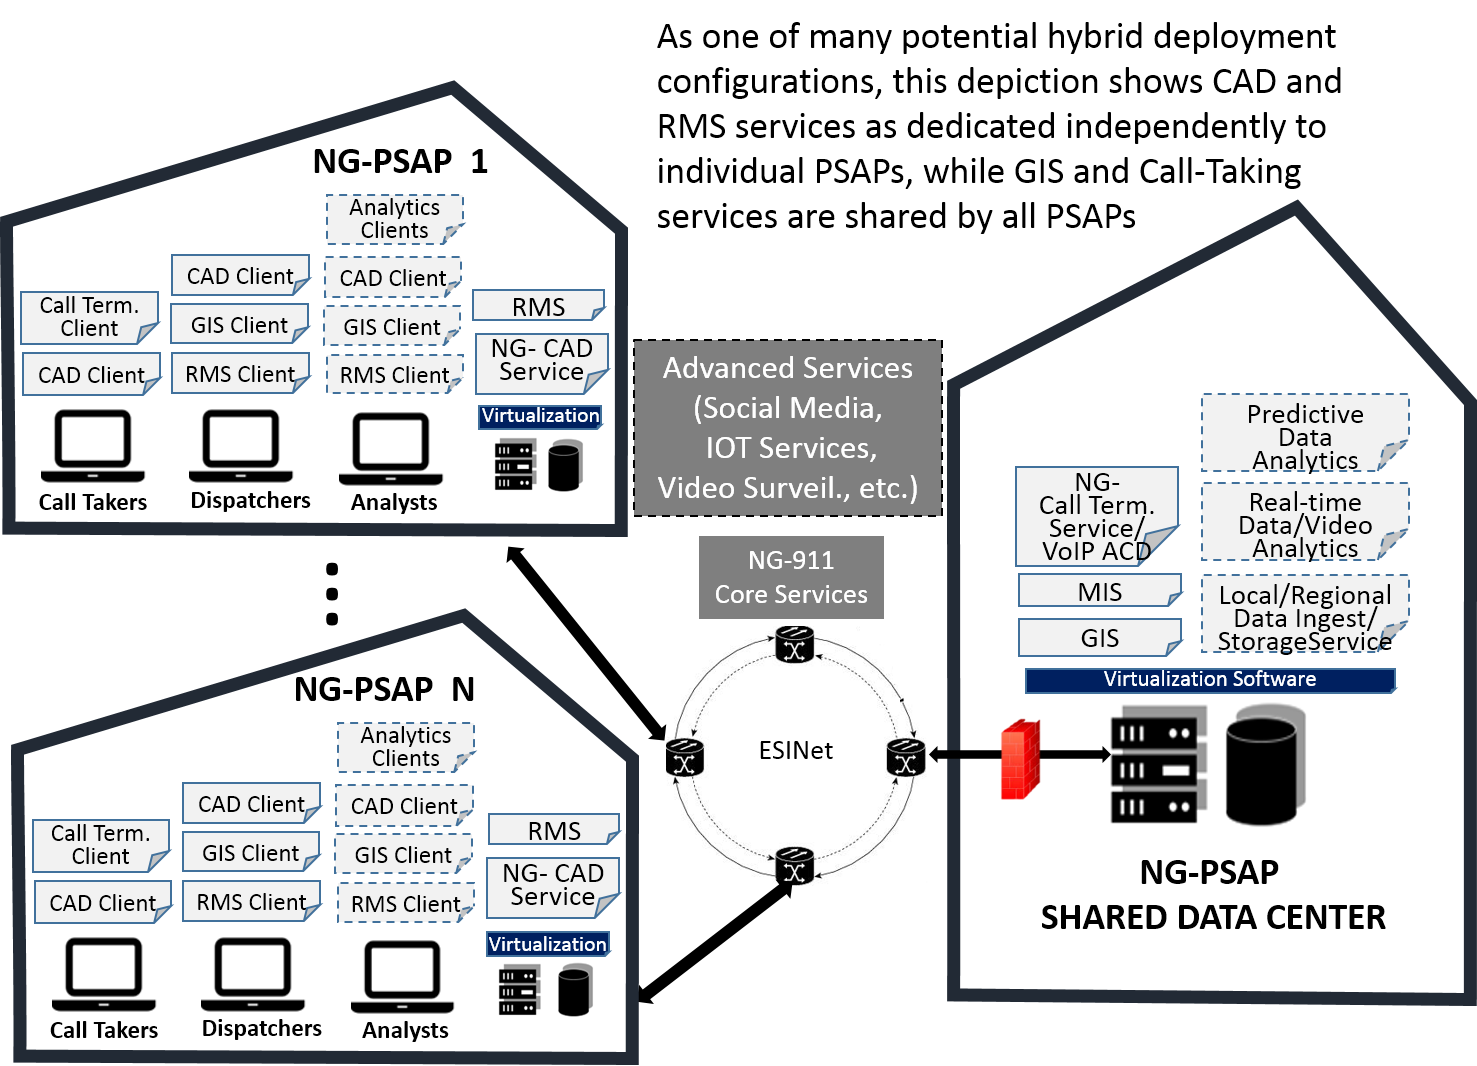 As one of many potential hybrid deployment
configurations, this depiction shows CAD and
RMS services as dedicated independently to
individual PSAPs, while GIS and Call-Taking
services are shared by all PSAPs
NG-PSAP 1
Analytics
Clients
CAD Client
CAD Client
Call Term.
Client
GIS Client
GIS Client
RMS
CAD Client
RMS Client
RMS Client
NG- CAD
Service
Virtualization
Call Takers
Dispatchers
Analysts
Advanced Services
(Social Media,
IOT Services,
Video Surveil., etc.)
NG-911
Core Services
ESINet
NG-PSAP N
Analytics
Clients
CAD Client
CAD Client
Call Term.
Client
GIS Client
GIS Client
RMS
CAD Client
RMS Client
RMS Client
NG- CAD
Service
Virtualization
Call Takers
Dispatchers
Analysts
Predictive
Data
Analytics
NG-
Call Term.
Service/
VoIP ACD
Real-time
Data/Video
Analytics
MIS
GIS
Local/Regional
Data Ingest/
StorageService
Virtualization Software
NG-PSAP
SHARED DATA CENTER